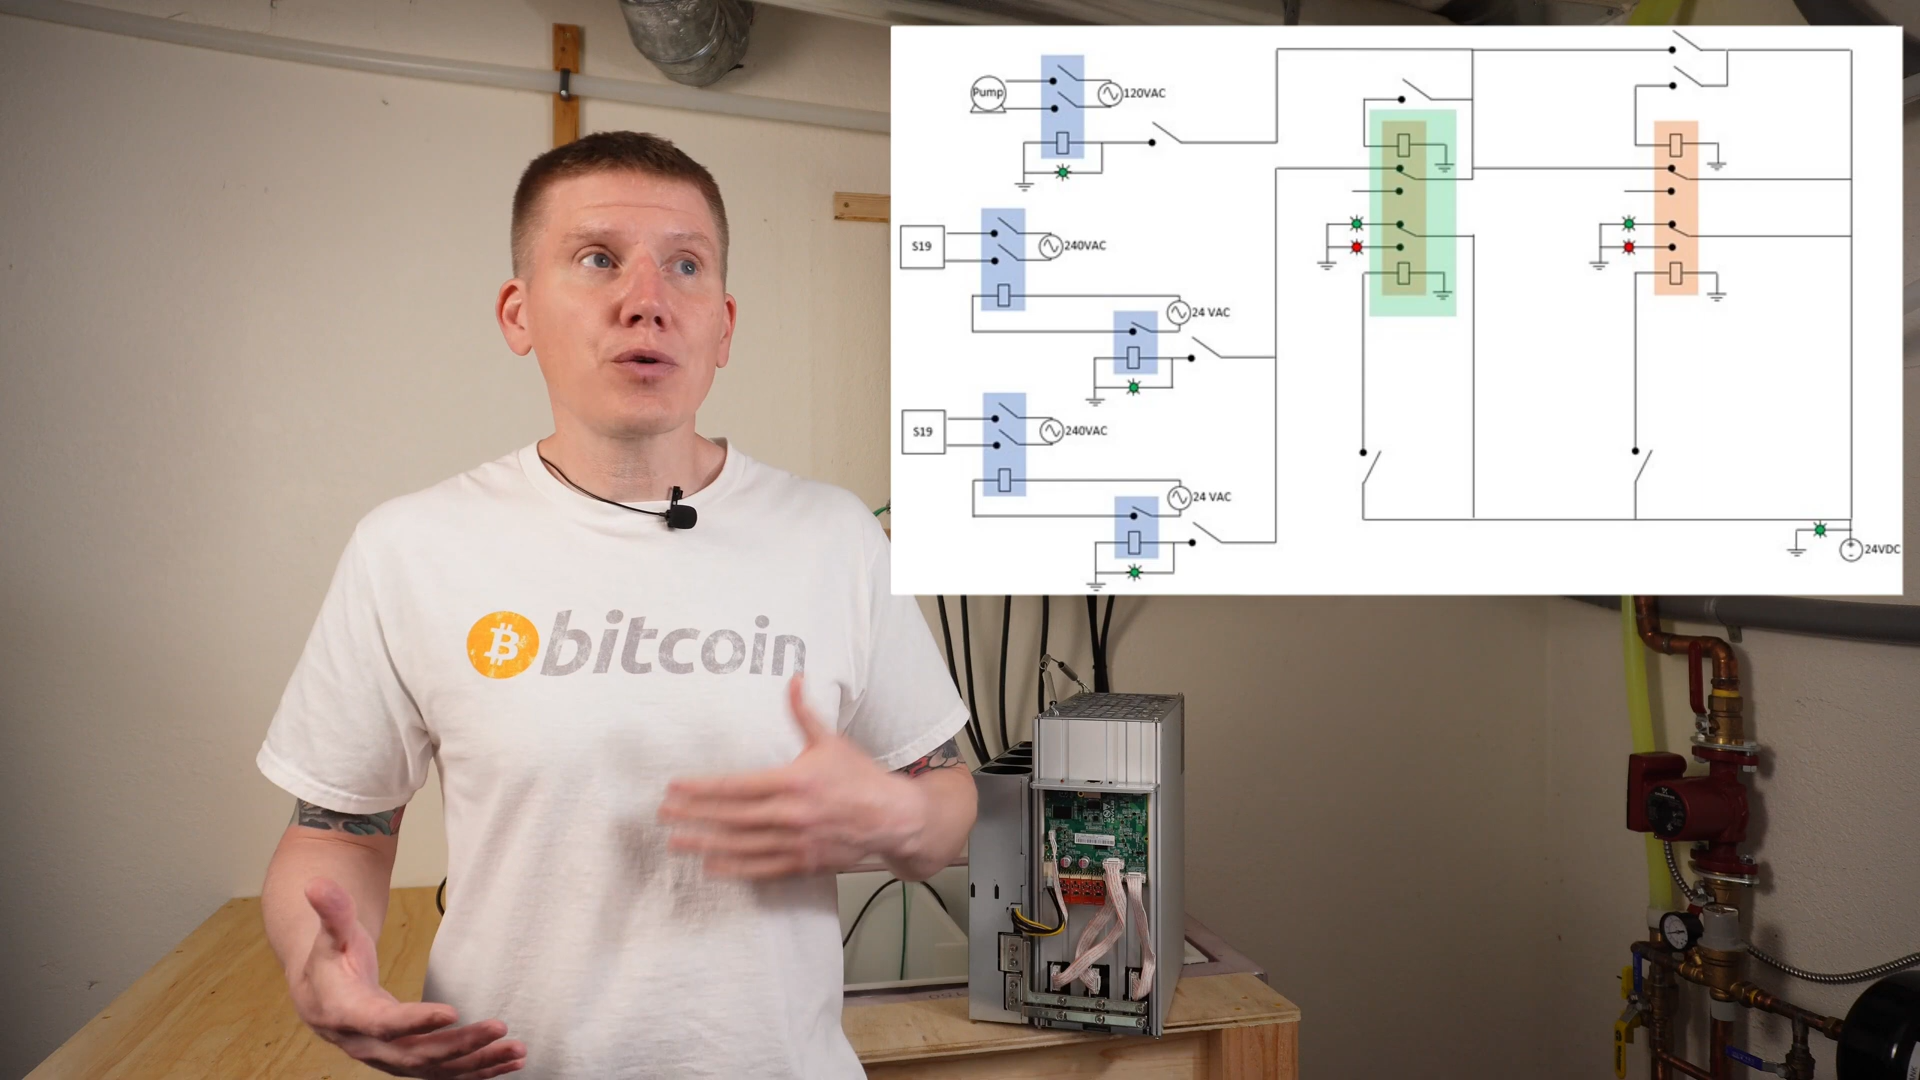 Pump
120VAC
S19
240VAC
24 VAC
S19
240VAC
24 VAC
24VDC
bitcoin